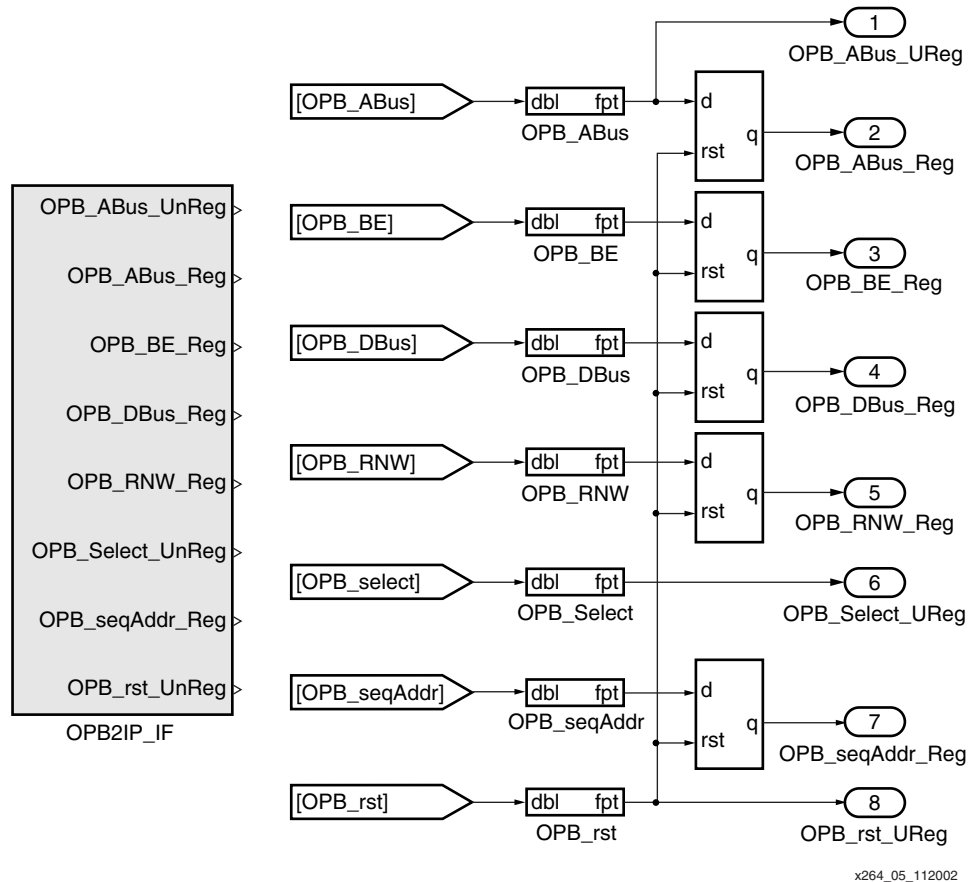 OPB_ABus_UnReg
OPB_ABus_Reg
OPB_BE_Reg
OPB_DBus_Reg
OPB_RNW_Reg
OPB_Select_UnReg
OPB_seqAddr_Reg
OPB_rst_UnReg
OPB2IP_IF
1
OPB_ABus_UReg
[OPB_ABus]
dbl fpt
OPB_ABus
d
q
rst
2
OPB_ABus_Reg
[OPB_BE]
dbl fpt
OPB_BE
d
q
rst
3
OPB_BE_Reg
[OPB_DBus]
dbl fpt
OPB_DBus
d
q
rst
4
OPB_DBus_Reg
[OPB_RNW]
dbl fpt
OPB_RNW
d
q
rst
5
OPB_RNW_Reg
[OPB_select]
dbl fpt
OPB_Select
6
OPB_Select_UReg
[OPB_seqAddr]
dbl fpt
OPB_seqAddr
d
q
rst
7
OPB_seqAddr_Reg
[OPB_rst]
dbl fpt
OPB_rst
8
OPB_rst_UReg
x264_05_112002